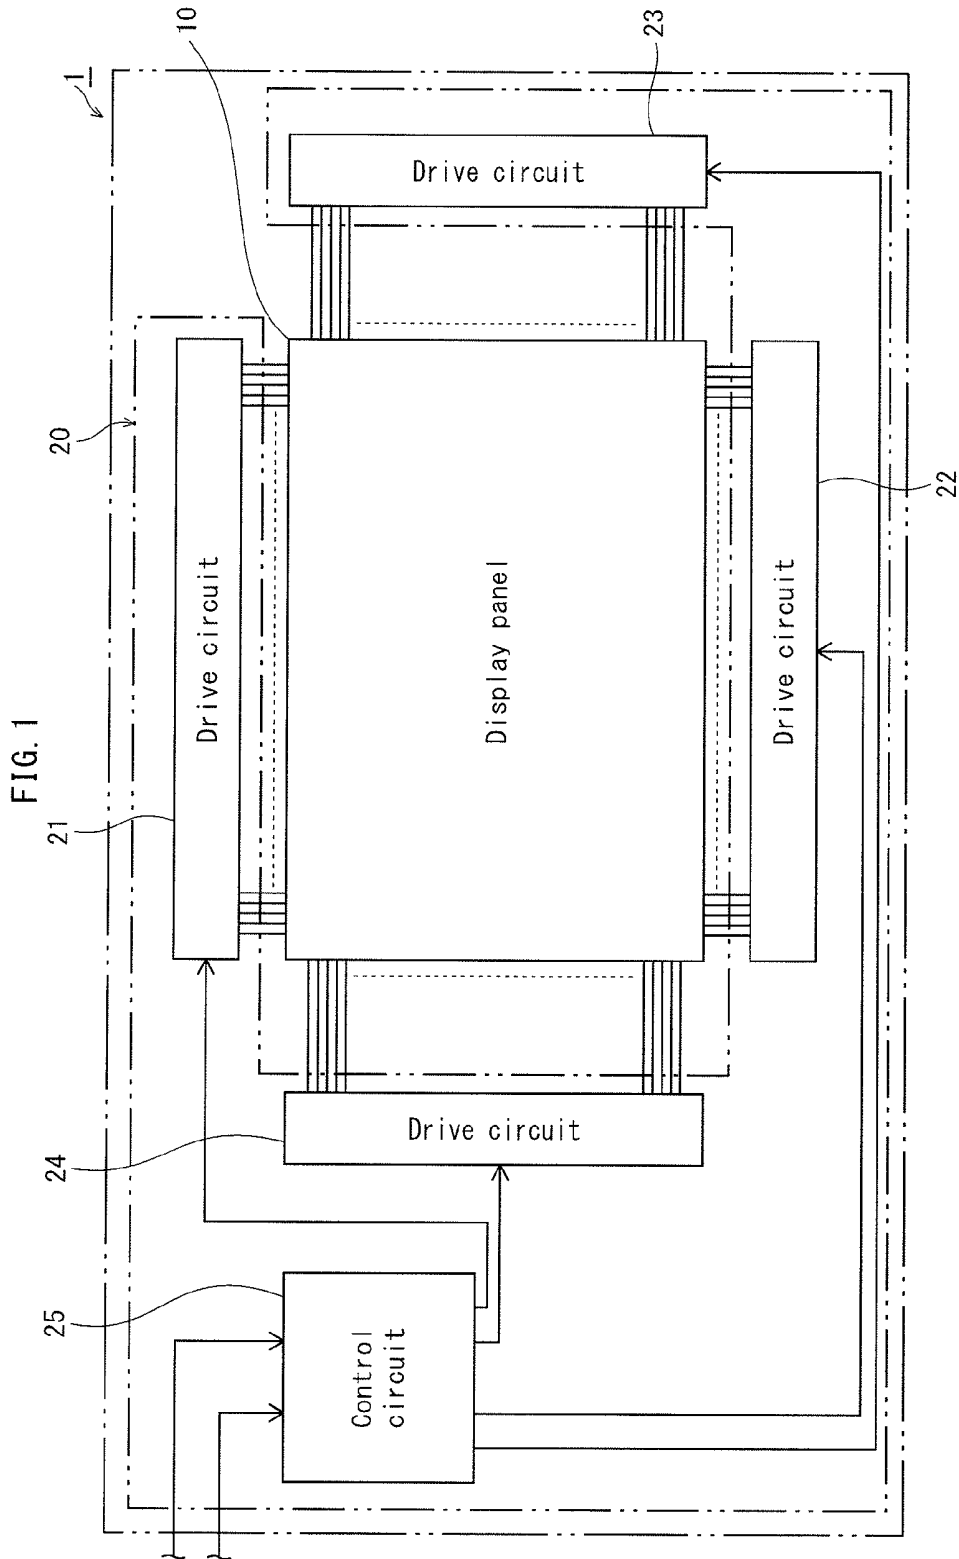 FIG. 1
1
10
20
21
Drive circuit
23
Drive circuit
Display panel
24
Drive circuit
22
Drive circuit
25
Control
circuit